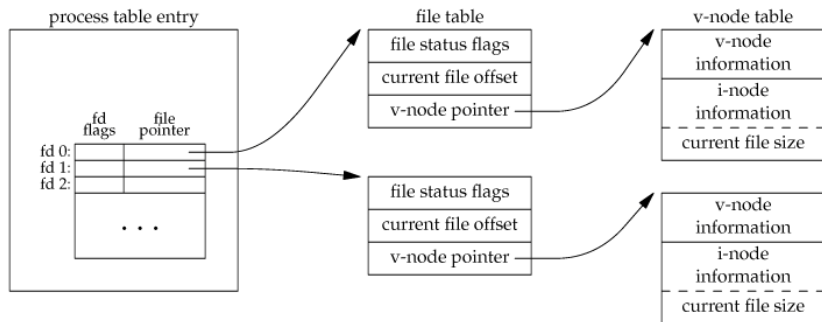 process table entry
file table
v-node table
fd
flags
file
pointer
fd 0:
fd 1:
fd 2:
. . .
file status flags
current file offset
v-node pointer
v-node
information
i-node
information
current file size
file status flags
current file offset
v-node pointer
v-node
information
i-node
information
current file size